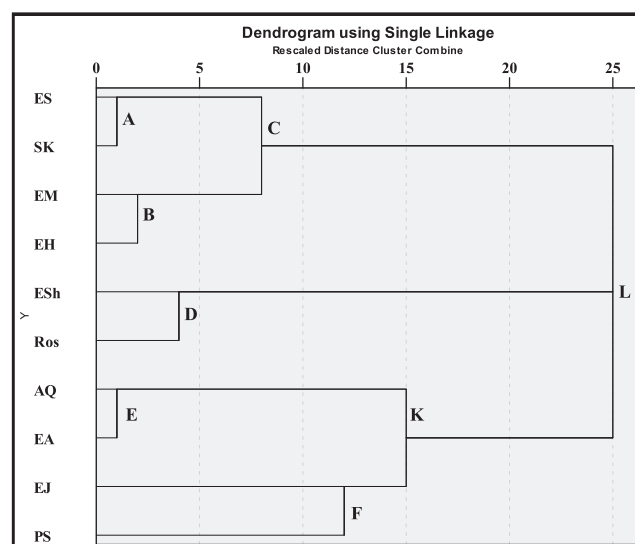 Dendrogram using Single Linkage
Rescaled Distance Cluster Combine
0 5 10 15 20 25
ES
A
C
SK
EM
B
EH
ESh
L
D
Y
Ros
AQ
E
K
EA
EJ
F
PS